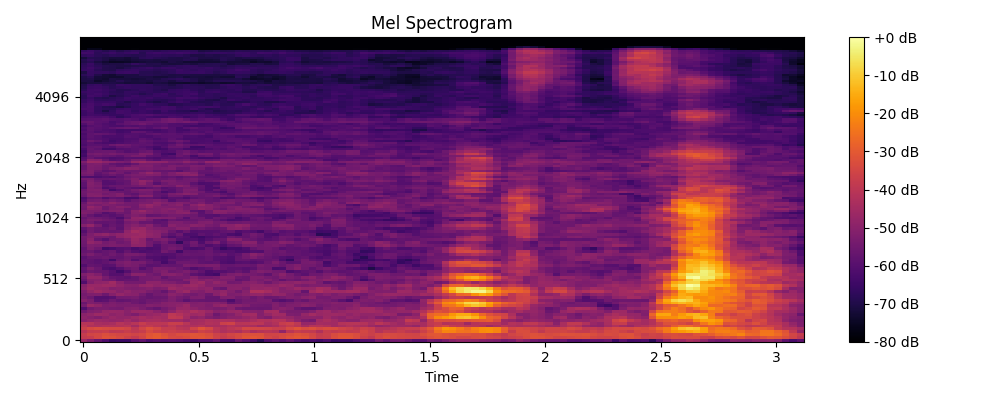 Mel Spectrogram
+0 dB
-10 dB
-20 dB
-30 dB
-40 dB
-50 dB
-60 dB
-70 dB
-80 dB
Hz
4096
2048
1024
512
0
0 0.5 1 1.5 2 2.5 3
Time